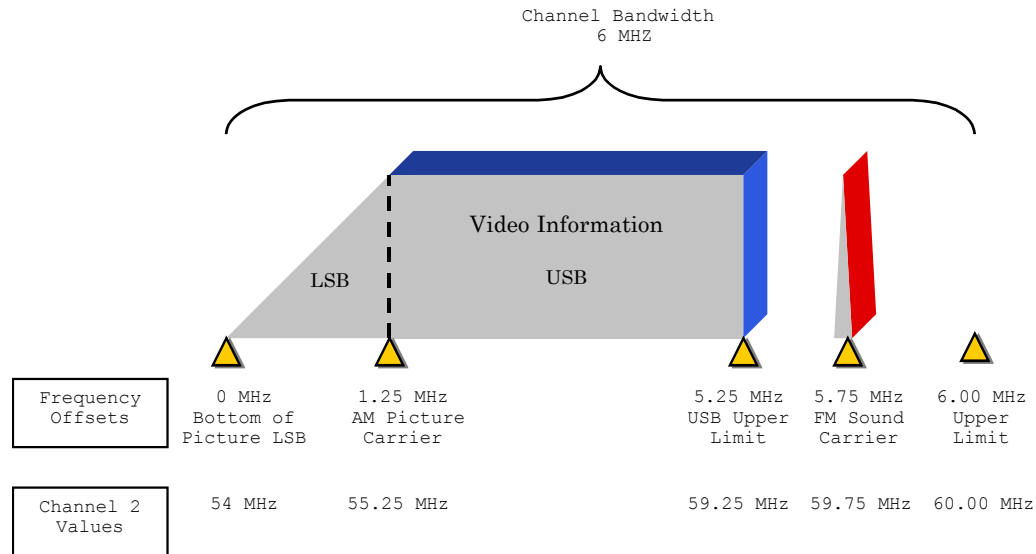 Channel Bandwidth
6 MHZ
Video Information
LSB
USB
Frequency
Offsets
0 MHz
Bottom of
Picture LSB
1.25 MHz
AM Picture
Carrier
5.25 MHz
USB Upper
Limit
5.75 MHz
FM Sound
Carrier
6.00 MHz
Upper
Limit
Channel 2
Values
54 MHz
55.25 MHz
59.25 MHz
59.75 MHz
60.00 MHz